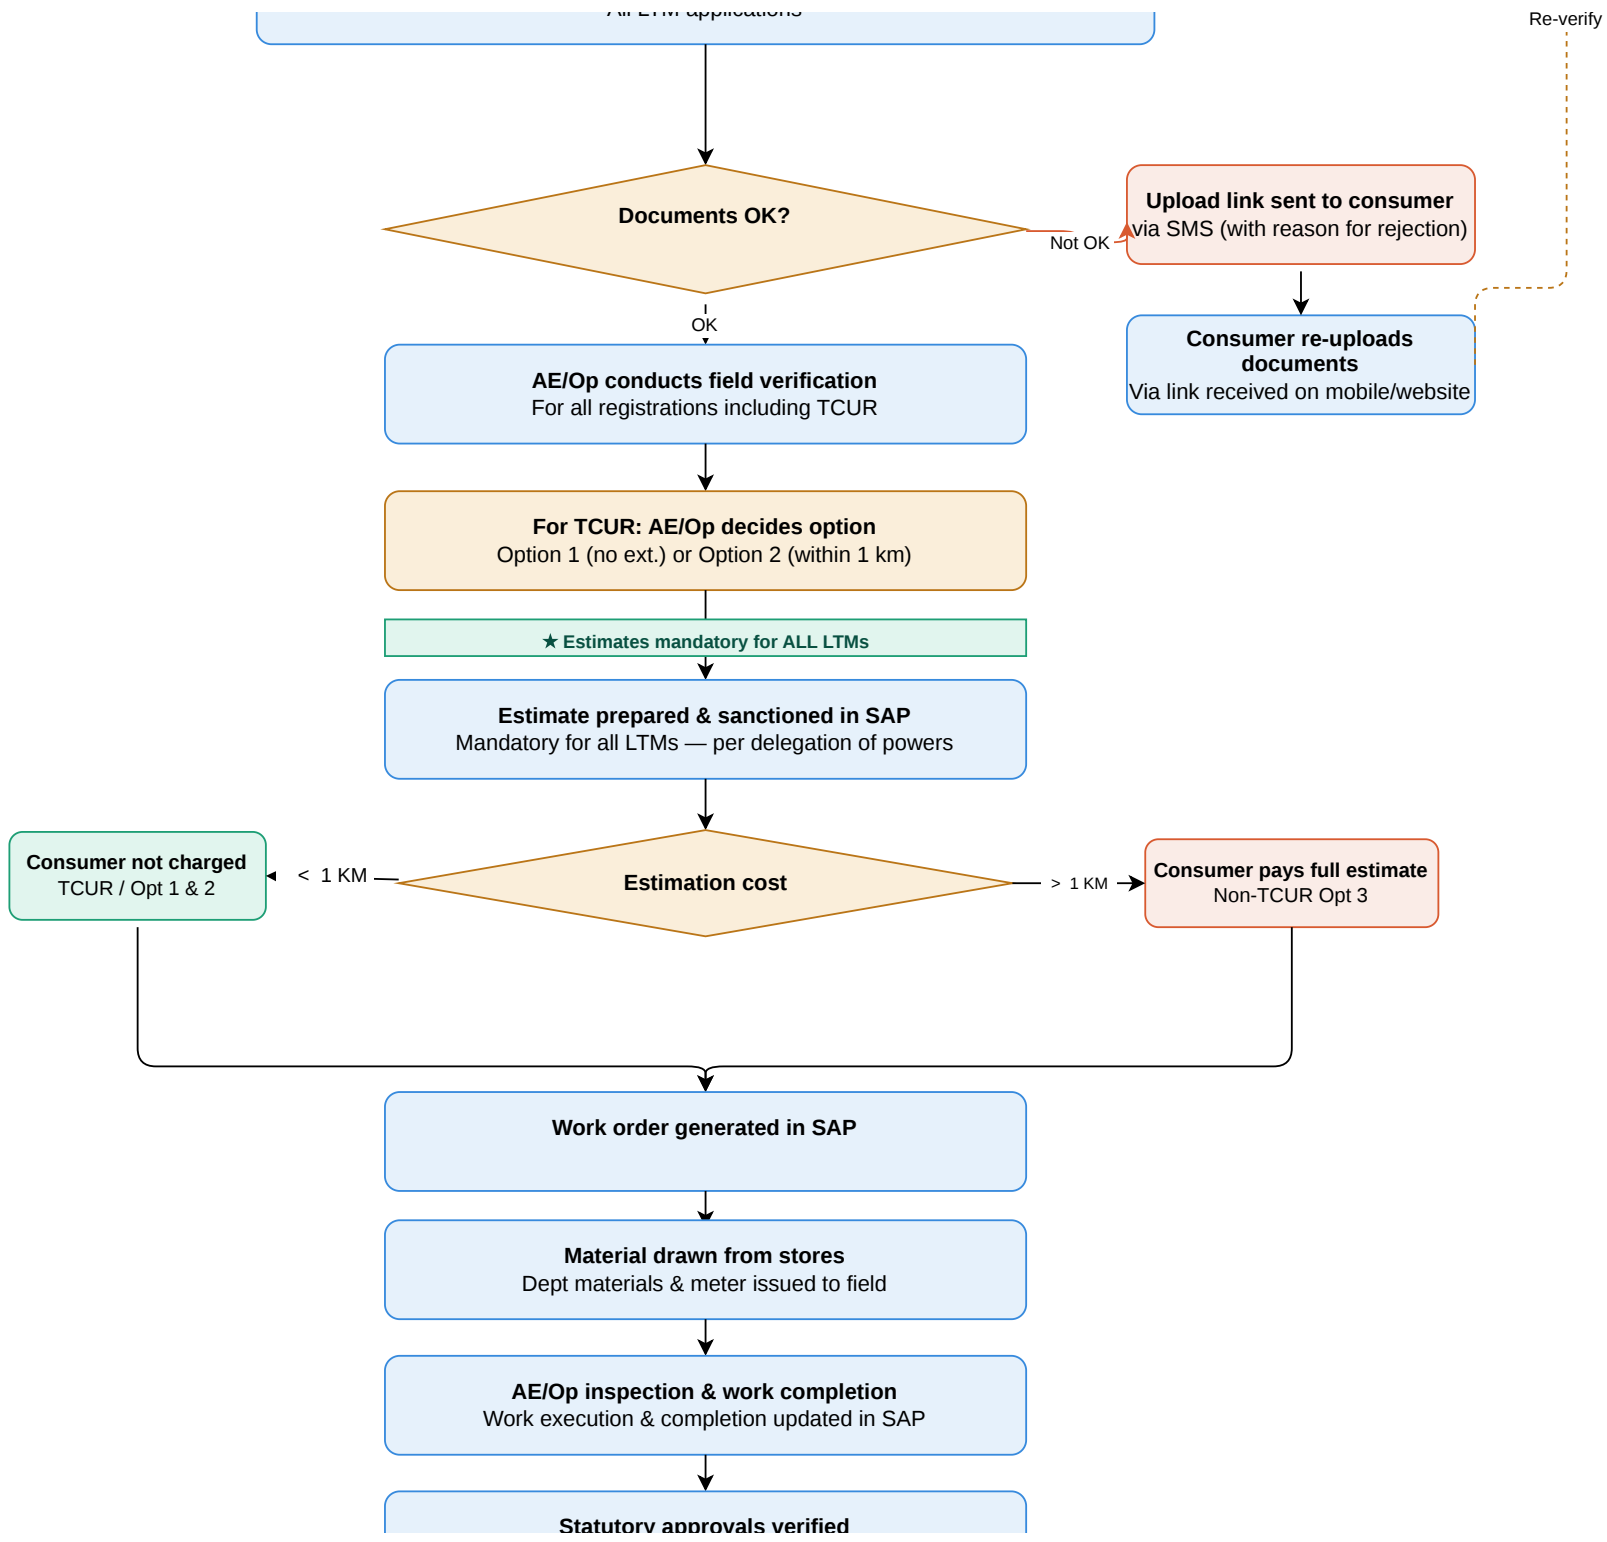 All LTM applications
Re-verify
Documents OK?
Not OK
Upload link sent to consumer
via SMS (with reason for rejection)
OK
Consumer re-uploads
documents
Via link received on mobile/website
AE/Op conducts field verification
For all registrations including TCUR
For TCUR: AE/Op decides option
Option 1 (no ext.) or Option 2 (within 1 km)
★ Estimates mandatory for ALL LTMs
Estimate prepared & sanctioned in SAP
Mandatory for all LTMs — per delegation of powers
Consumer not charged
TCUR / Opt 1 & 2
< 1 KM
Estimation cost
> 1 KM
Consumer pays full estimate
Non-TCUR Opt 3
Work order generated in SAP
Material drawn from stores
Dept materials & meter issued to field
AE/Op inspection & work completion
Work execution & completion updated in SAP
Statutory approvals verified